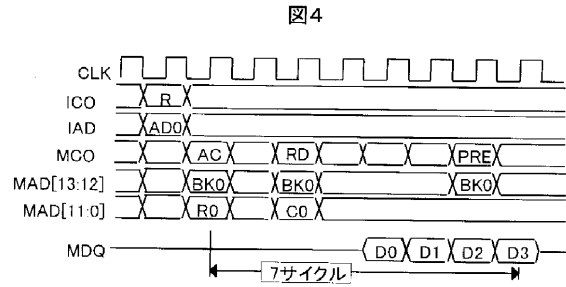 図4
CLK
ICO R
IAD AD0
MCO AC RD PRE
MAD[13:12] BK0 BK0 BK0
MAD[11:0] R0 C0
MDQ D0 D1 D2 D3
7サイクル